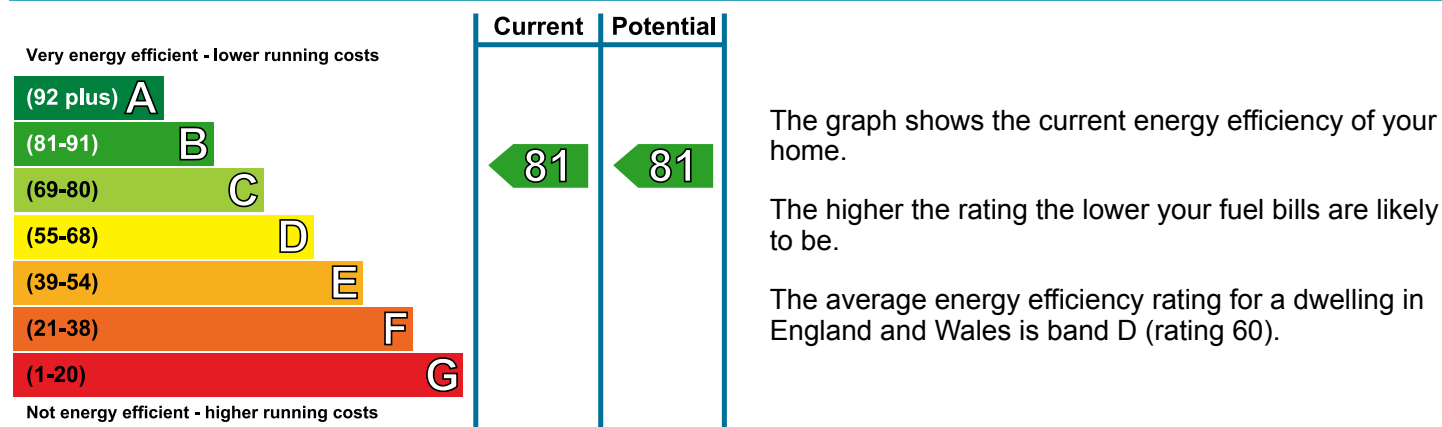 Current Potential
Very energy efficient - lower running costs
(92 plus) A
(81-91) B
(69-80) C
(55-68) D
(39-54) E
(21-38) F
(1-20) G
Not energy efficient - higher running costs
81 81
The graph shows the current energy efficiency of your
home.
The higher the rating the lower your fuel bills are likely
to be.
The average energy efficiency rating for a dwelling in
England and Wales is band D (rating 60).